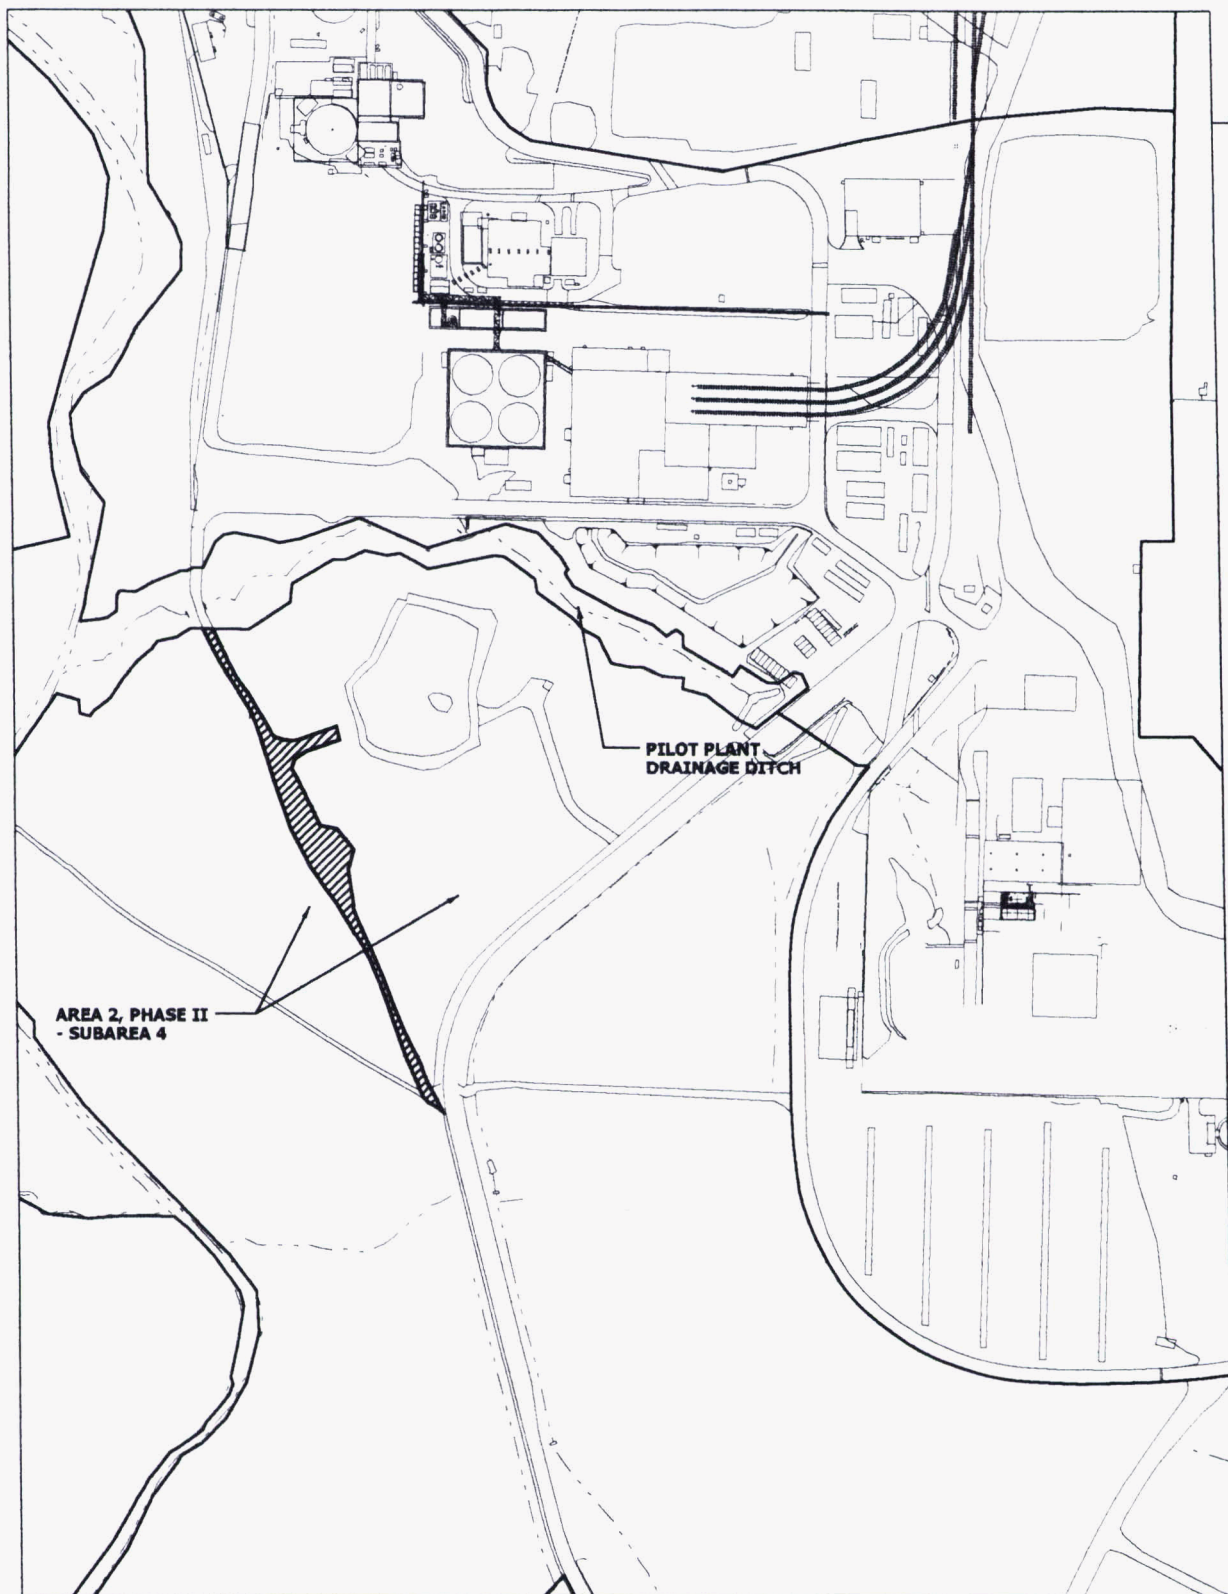 PILOT PLANT
DRAINAGE DITCH
AREA 2, PHASE II
- SUBAREA 4